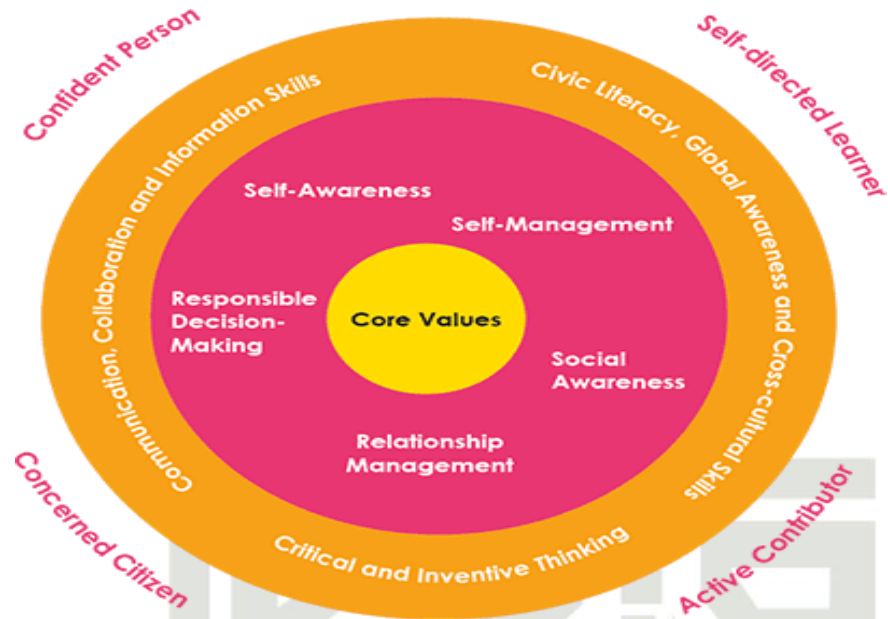 Confident Person
Self-directed Learner
Communication, Collaboration and Information Skills
Civic Literacy, Global Awareness and Cross-cultural Skills
Self-Awareness
Self-Management
Responsible
Decision-
Making
Core Values
Social
Awareness
Relationship
Management
Critical and Inventive Thinking
Concerned Citizen
Active Contributor